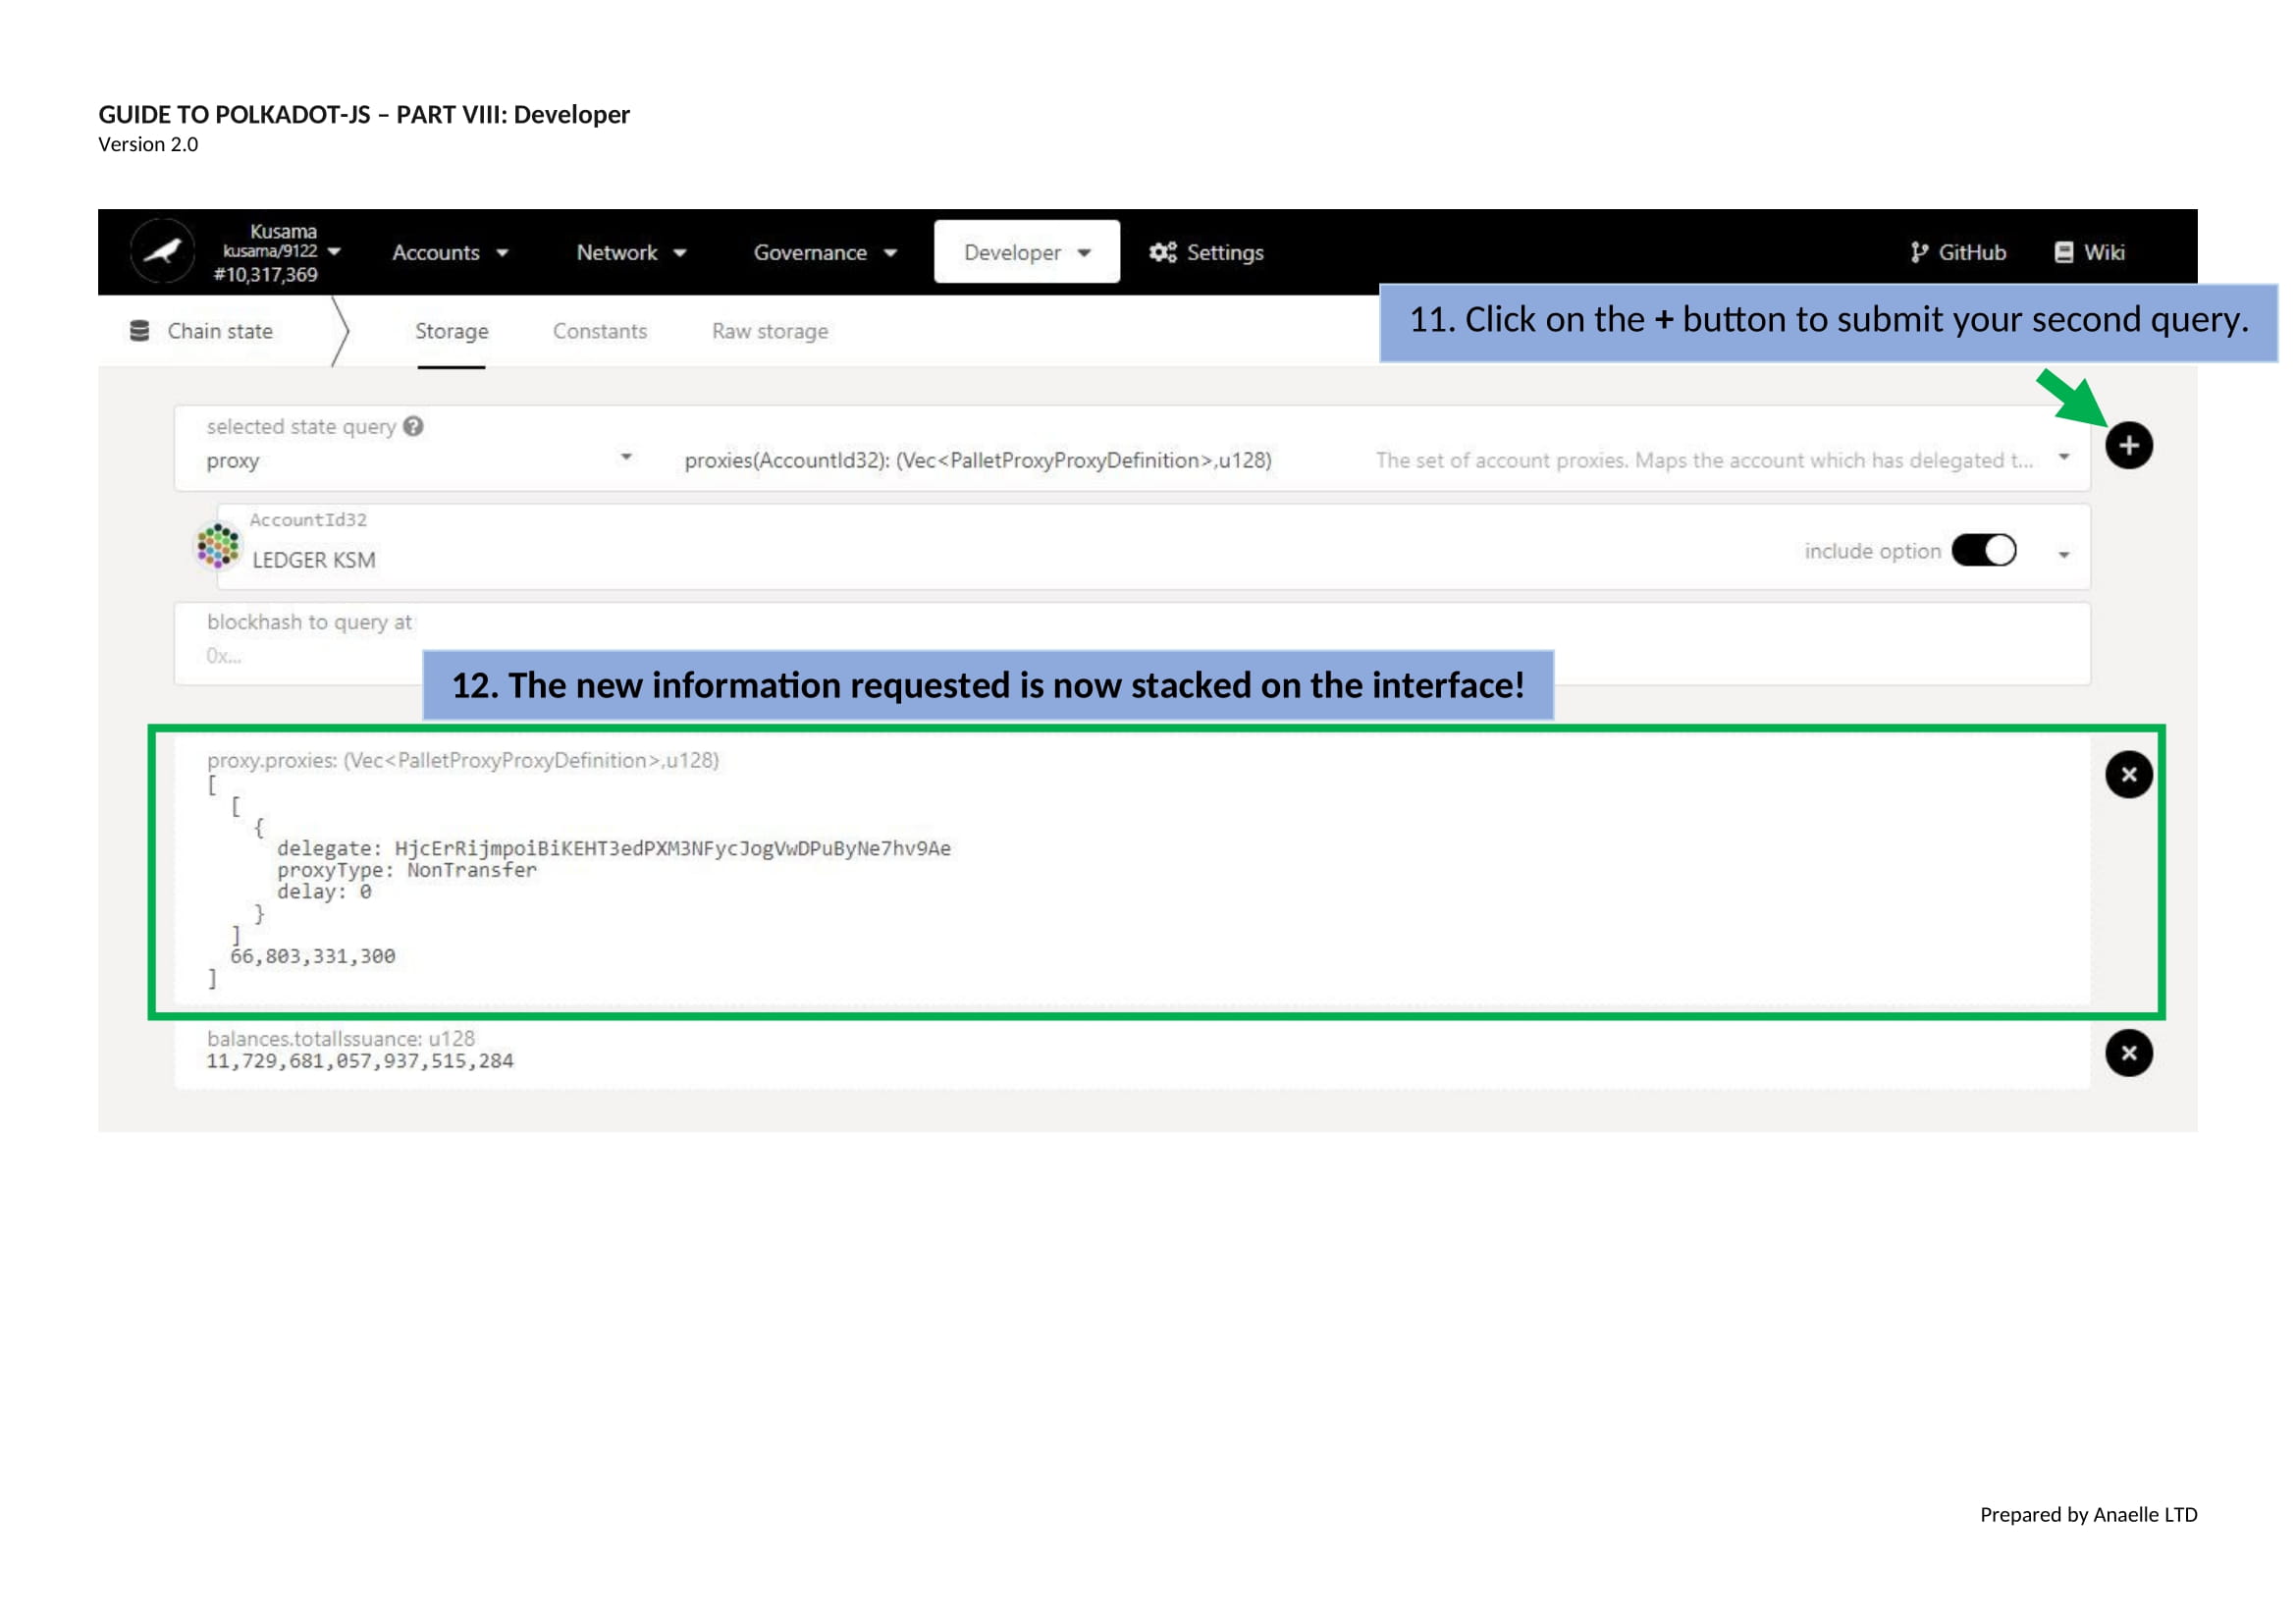 GUIDE TO POLKADOT-JS – PART VIII: Developer
Version 2.0
Kusama
kusama/9122
#10,317,369
Accounts
Network
Governance
Developer
Settings
GitHub
Wiki
Chain state
Storage
Constants
Raw storage
11. Click on the + button to submit your second query.
selected state query
proxy
proxies(AccountId32): (Vec<PalletProxyProxyDefinition>,u128)
The set of account proxies. Maps the account which has delegated t...
AccountId32
LEDGER KSM
include option
blockhash to query at
0x...
12. The new information requested is now stacked on the interface!
proxy.proxies: (Vec<PalletProxyProxyDefinition>,u128)
[
[
{
delegate: HjcErRijmpoiBiKEHT3edPXM3NFycJogVwDPuByNe7hv9Ae
proxyType: NonTransfer
delay: 0
}
]
66,803,331,300
]
balances.totalIssuance: u128
11,729,681,057,937,515,284
Prepared by Anaelle LTD